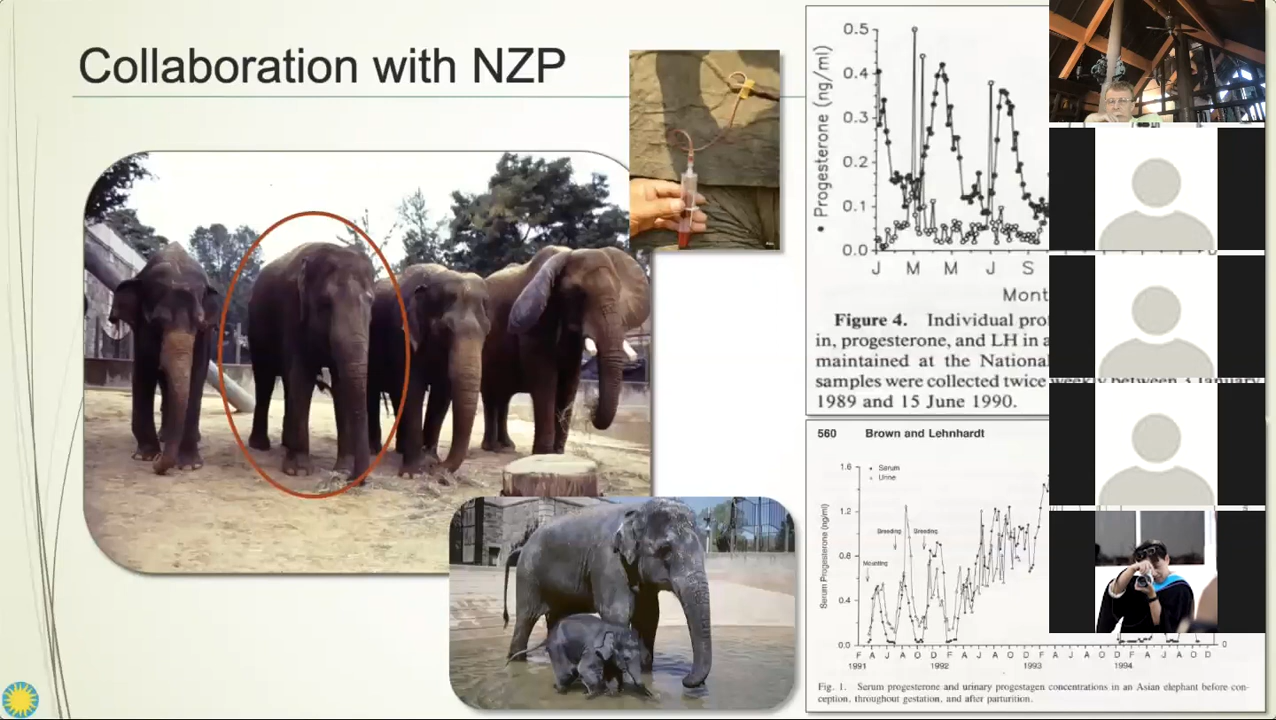 Collaboration with NZP
0.5
0.4
0.3
0.2
0.1
0.0
• Progesterone (ng/ml)
J M M J S
Mont
Figure 4. Individual pro
in, progesterone, and LH in a
maintained at the National
samples were collected twice weekly between 3 January
1989 and 15 June 1990.
560 Brown and Lehnhardt
1.6
1.2
0.8
0.4
0.0
Serum Progesterone (ng/ml)
Serum
Urine
Breeding Breeding
Mounting
0
F A J A O D F A J A O D F A J A O D F A J A O D
1991 1992 1993 1994
Fig. 1. Serum progesterone and urinary progestagen concentrations in an Asian elephant before con-
ception, throughout gestation, and after parturition.